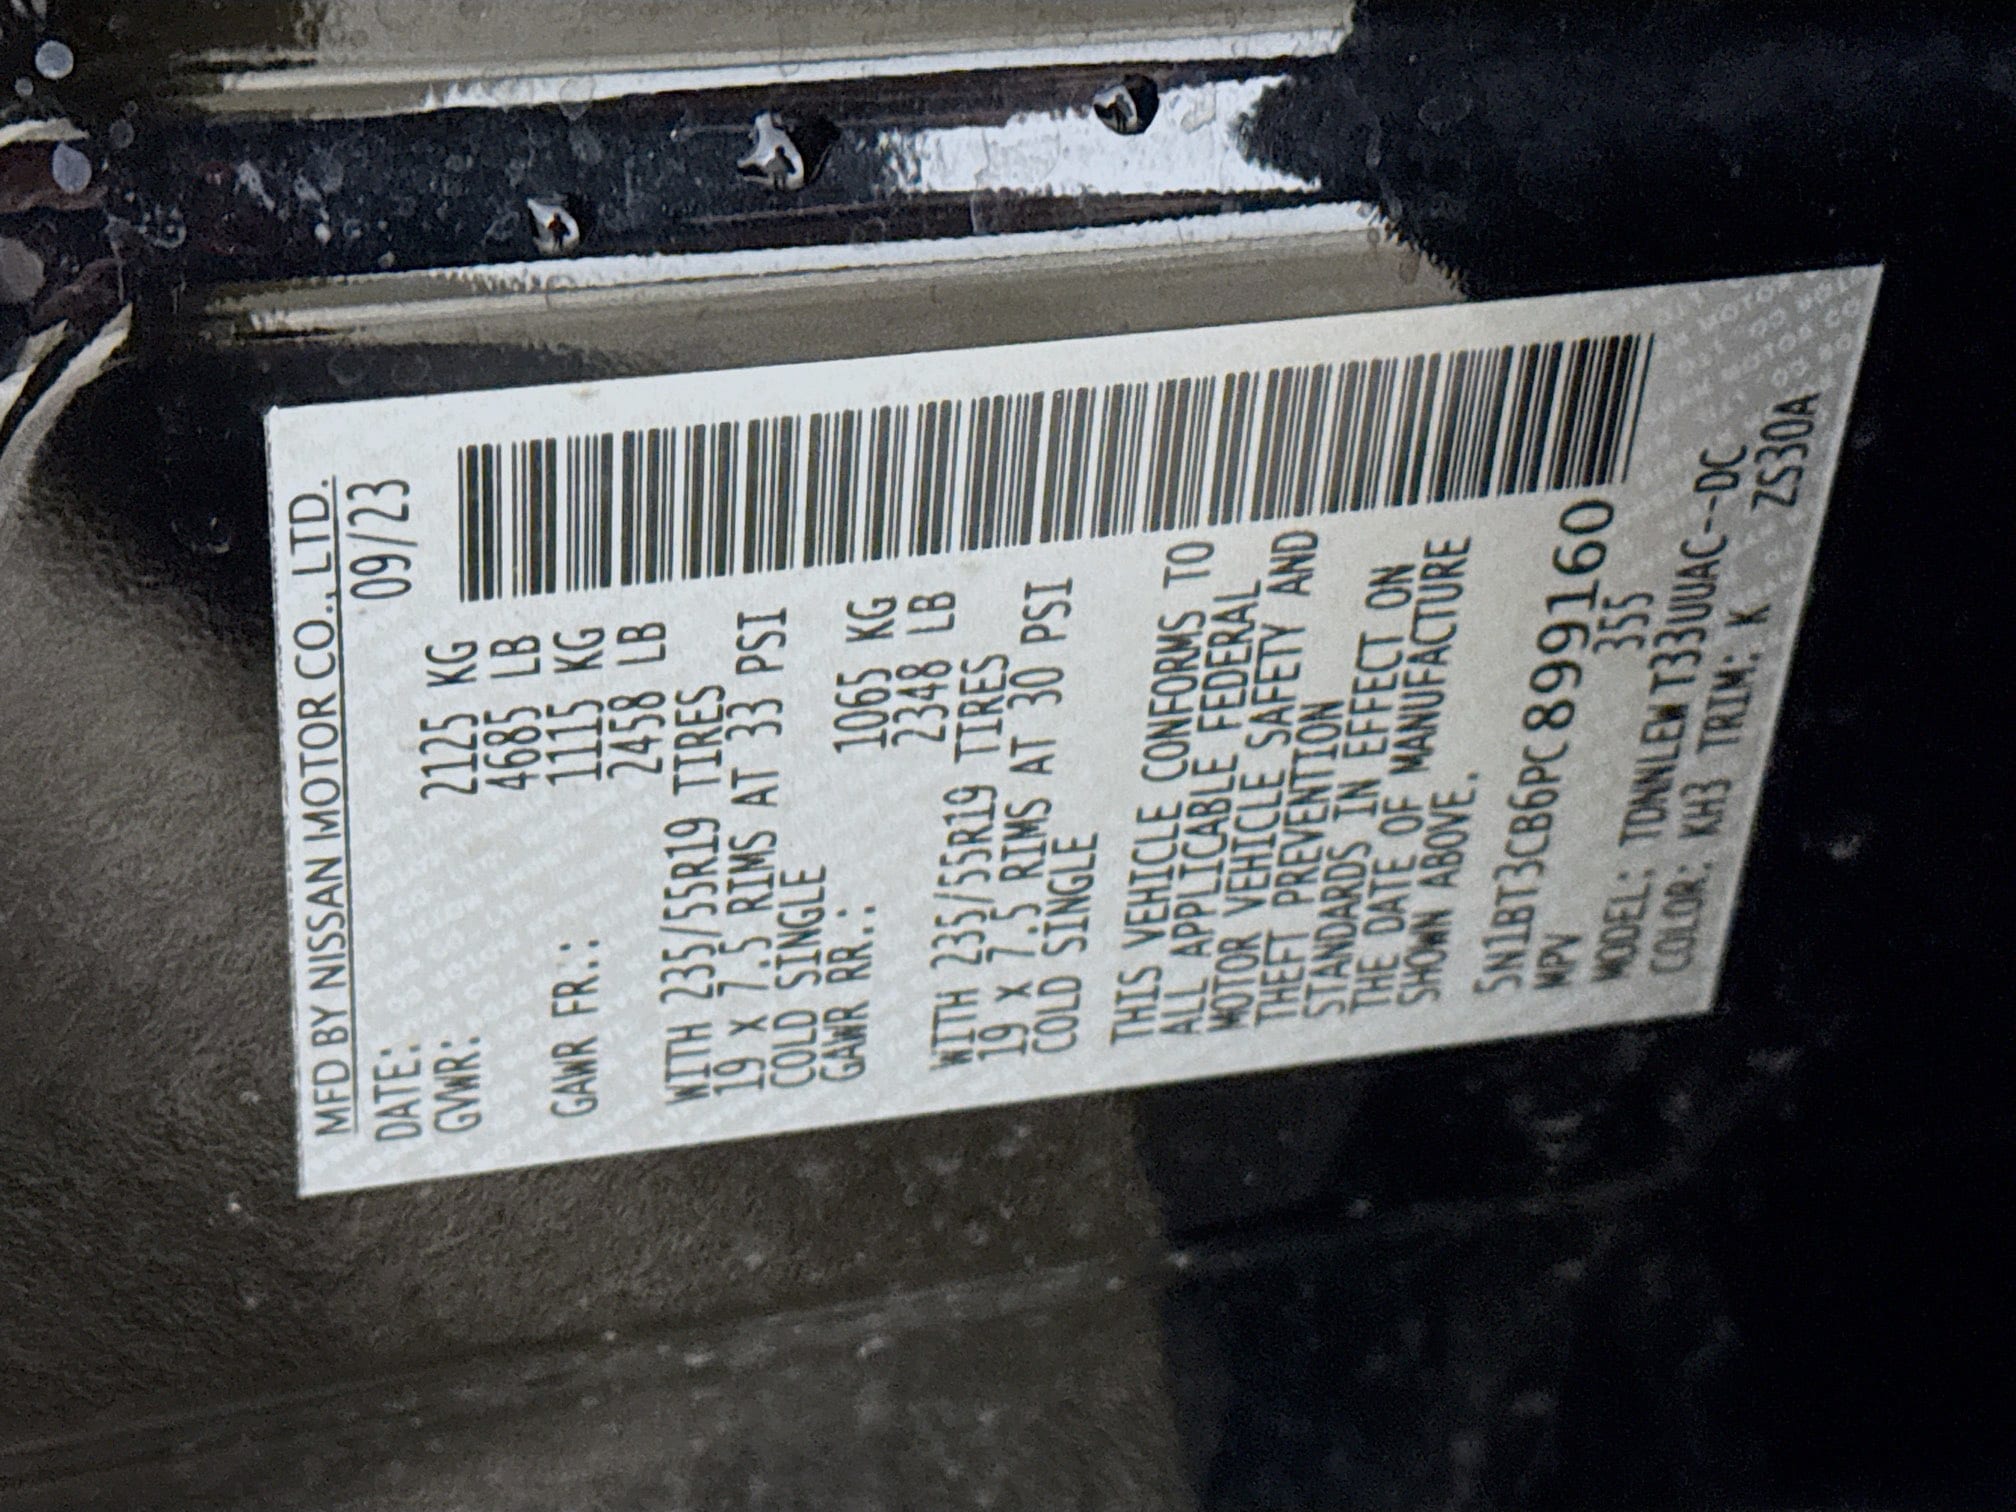 MFD BY NISSAN MOTOR CO., LTD.
DATE: 09/23
GVWR: 2125 KG
4685 LB
GAWR FR.: 1115 KG
2458 LB
WITH 235/55R19 TIRES
19 X 7.5 RIMS AT 33 PSI
COLD SINGLE
GAWR RR.: 1065 KG
2348 LB
WITH 235/55R19 TIRES
19 X 7.5 RIMS AT 30 PSI
COLD SINGLE
THIS VEHICLE CONFORMS TO
ALL APPLICABLE FEDERAL
MOTOR VEHICLE SAFETY AND
THEFT PREVENTION
STANDARDS IN EFFECT ON
THE DATE OF MANUFACTURE
SHOWN ABOVE.
5N1BT3CB6PC899160
MPV 355
MODEL: TDNNLEWT33UUAC--DC
COLOR: KH3 TRIM: K ZS30A